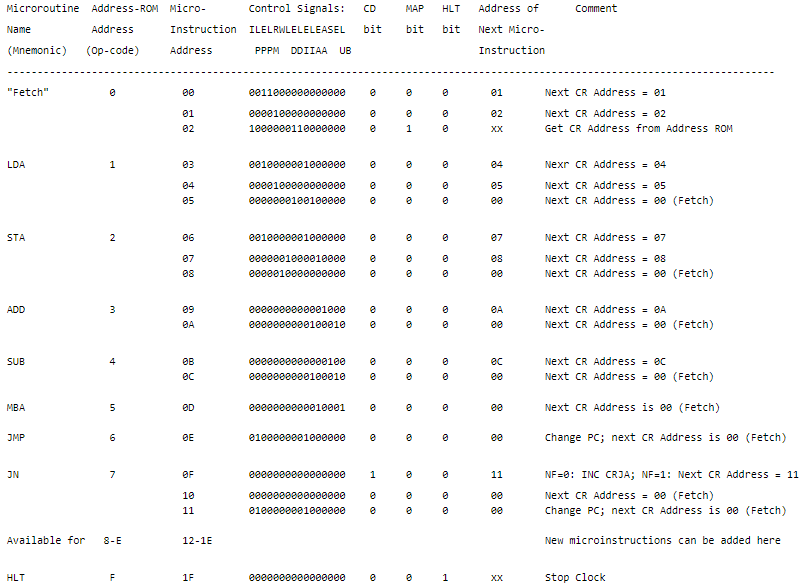 Microroutine Address-ROM Micro- Control Signals: CD MAP HLT Address of Comment
Name Address Instruction ILELRWLELELEASEL bit bit bit Next Micro-
(Mnemonic) (Op-code) Address PPPM DDIIAA UB Instruction
"Fetch" 0 00 0011000000000000 0 0 0 01 Next CR Address = 01
01 0000100000000000 0 0 0 02 Next CR Address = 02
02 1000000110000000 0 1 0 xx Get CR Address from Address ROM
LDA 1 03 0010000001000000 0 0 0 04 Nexr CR Address = 04
04 0000100000000000 0 0 0 05 Next CR Address = 05
05 0000000100100000 0 0 0 00 Next CR Address = 00 (Fetch)
STA 2 06 0010000001000000 0 0 0 07 Next CR Address = 07
07 0000001000010000 0 0 0 08 Next CR Address = 08
08 0000010000000000 0 0 0 00 Next CR Address = 00 (Fetch)
ADD 3 09 0000000000001000 0 0 0 0A Next CR Address = 0A
0A 0000000000100010 0 0 0 00 Next CR Address = 00 (Fetch)
SUB 4 0B 0000000000000100 0 0 0 0C Next CR Address = 0C
0C 0000000000100010 0 0 0 00 Next CR Address = 00 (Fetch)
MBA 5 0D 0000000000010001 0 0 0 00 Next CR Address is 00 (Fetch)
JMP 6 0E 0100000001000000 0 0 0 00 Change PC; next CR Address is 00 (Fetch)
JN 7 0F 0000000000000000 1 0 0 11 NF=0: INC CRJA; NF=1: Next CR Address = 11
10 0000000000000000 0 0 0 00 Next CR Address = 00 (Fetch)
11 0100000001000000 0 0 0 00 Change PC; next CR Address is 00 (Fetch)
Available for 8-E 12-1E New microinstructions can be added here
HLT F 1F 0000000000000000 0 0 1 xx Stop Clock